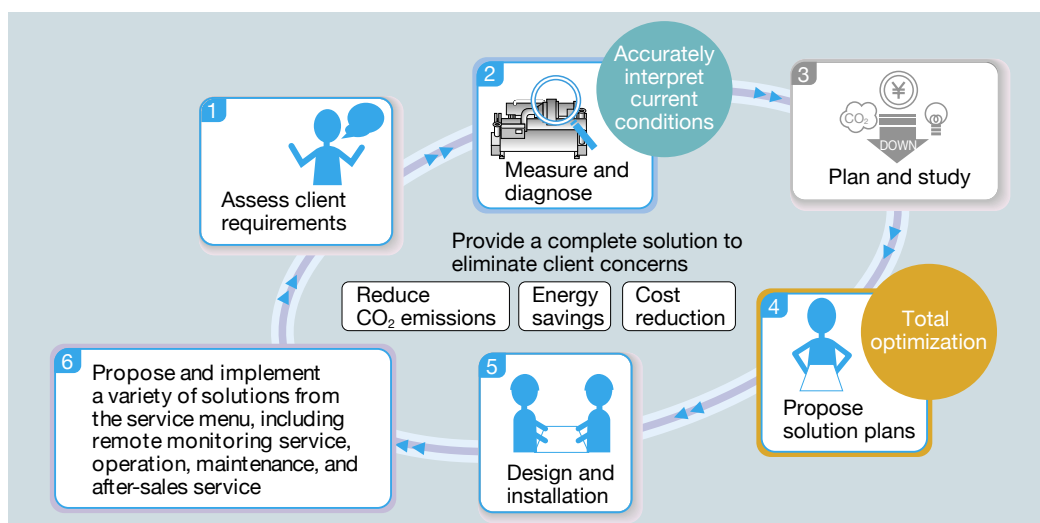 1
Assess client
requirements
2
Measure and
diagnose
Accurately
interpret
current
conditions
3
¥
CO₂
DOWN
Plan and study
Provide a complete solution to
eliminate client concerns
Reduce
CO₂ emissions
Energy
savings
Cost
reduction
4
Propose
solution plans
Total
optimization
5
Design and
installation
6
Propose and implement
a variety of solutions from
the service menu, including
remote monitoring service,
operation, maintenance, and
after-sales service